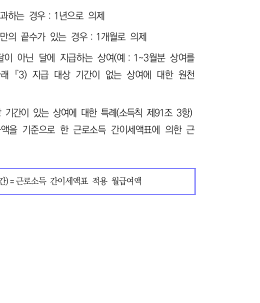 과하는 경우 : 1년으로 의제
만의 끝수가 있는 경우 : 1개월로 의제
달이 아닌 달에 지급하는 상여(예 : 1~3월분 상여를
래 「3) 지급 대상 기간이 없는 상여에 대한 원천
기간이 있는 상여에 대한 특례(소득칙 제91조 3항)
액을 기준으로 한 근로소득 간이세액표에 의한 근
간) = 근로소득 간이세액표 적용 월급여액